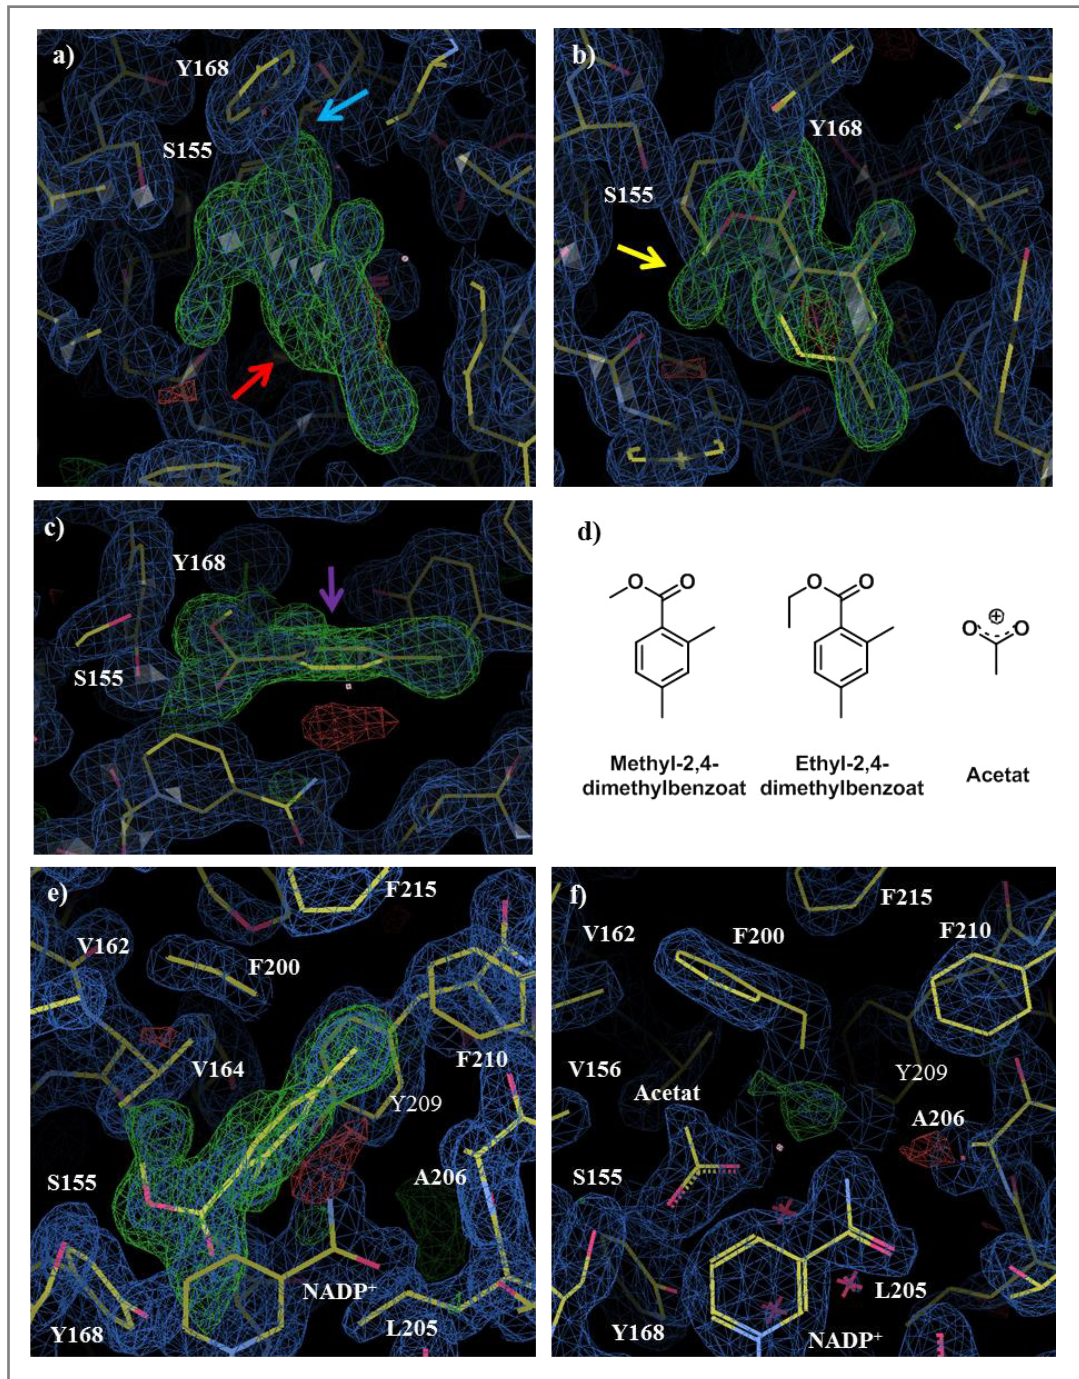 a)
Y168
S155
b)
Y168
S155
c)
Y168
S155
d)
O O
O O
O ⊕ O
Methyl-2,4-
dimethylbenzoat
Ethyl-2,4-
dimethylbenzoat
Acetat
e)
F215
V162
F200
V164
F210
Y209
S155
A206
NADP⁺
Y168
L205
f)
F215
V162
F200
F210
V156
Y209
Acetat
A206
S155
L205
Y168
NADP⁺